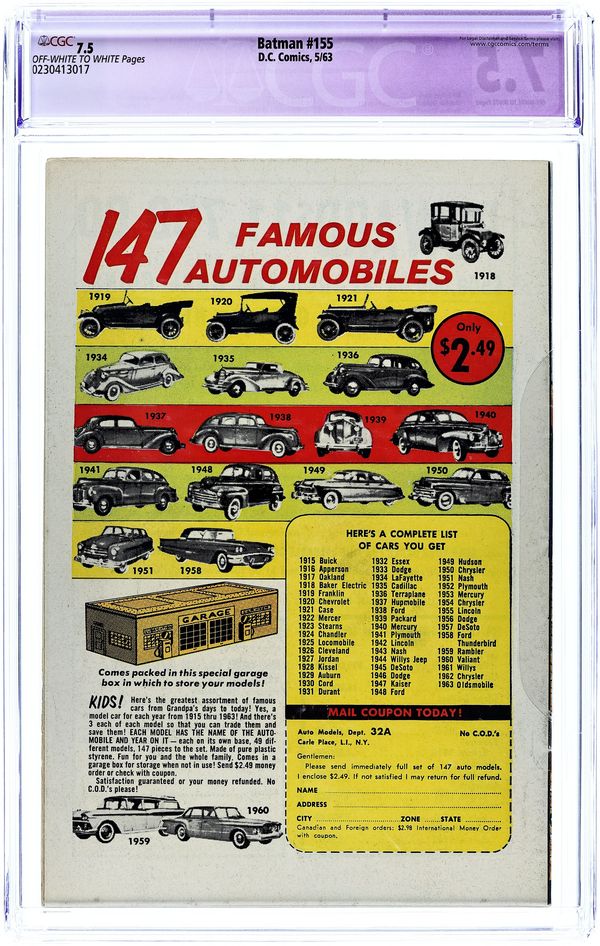 CGC 7.5
OFF-WHITE TO WHITE Pages
0230413017
Batman #155
D.C. Comics, 5/63
For Legal Disclaimer and Service Terms please visit
www.cgccomics.com/terms
CGC
7.5
147 FAMOUS
AUTOMOBILES
1918
1919
1920
1921
Only
$2.49
1934
1935
1936
1937
1938
1939
1940
1941
1948
1949
1950
1951
1958
GARAGE
Comes packed in this special garage
box in which to store your models!
KIDS! Here's the greatest assortment of famous
cars from Grandpa's days to today! Yes, a
model car for each year from 1915 thru 1963! And there's
3 each of each model so that you can trade them and
save them! EACH MODEL HAS THE NAME OF THE AUTO-
MOBILE AND YEAR ON IT — each on its own base, 49 dif-
ferent models, 147 pieces to the set. Made of pure plastic
styrene. Fun for you and the whole family. Comes in a
garage box for storage when not in use! Send $2.49 money
order or check with coupon.
Satisfaction guaranteed or your money refunded. No
C.O.D.'s please!
1959
1960
HERE'S A COMPLETE LIST
OF CARS YOU GET
1915 Buick
1916 Apperson
1917 Oakland
1918 Baker Electric
1919 Franklin
1920 Chevrolet
1921 Case
1922 Mercer
1923 Stearns
1924 Chandler
1925 Locomobile
1926 Cleveland
1927 Jordan
1928 Kissel
1929 Auburn
1930 Cord
1931 Durant
1932 Essex
1933 Dodge
1934 LaFayette
1935 Cadillac
1936 Terraplane
1937 Hupmobile
1938 Ford
1939 Packard
1940 Mercury
1941 Plymouth
1942 Lincoln
1943 Nash
1944 Willys Jeep
1945 DeSoto
1946 Dodge
1947 Kaiser
1948 Ford
1949 Hudson
1950 Chrysler
1951 Nash
1952 Plymouth
1953 Mercury
1954 Chrysler
1955 Lincoln
1956 Dodge
1957 DeSoto
1958 Ford
Thunderbird
1959 Rambler
1960 Valiant
1961 Willys
1962 Chrysler
1963 Oldsmobile
MAIL COUPON TODAY!
Auto Models, Dept. 32A No C.O.D.'s
Carle Place, L.I., N.Y.
Gentlemen:
Please send immediately full set of 147 auto models.
I enclose $2.49. If not satisfied I may return for full refund.
NAME
ADDRESS
CITY ZONE STATE
Canadian and Foreign orders: $2.98 International Money Order
with coupon.